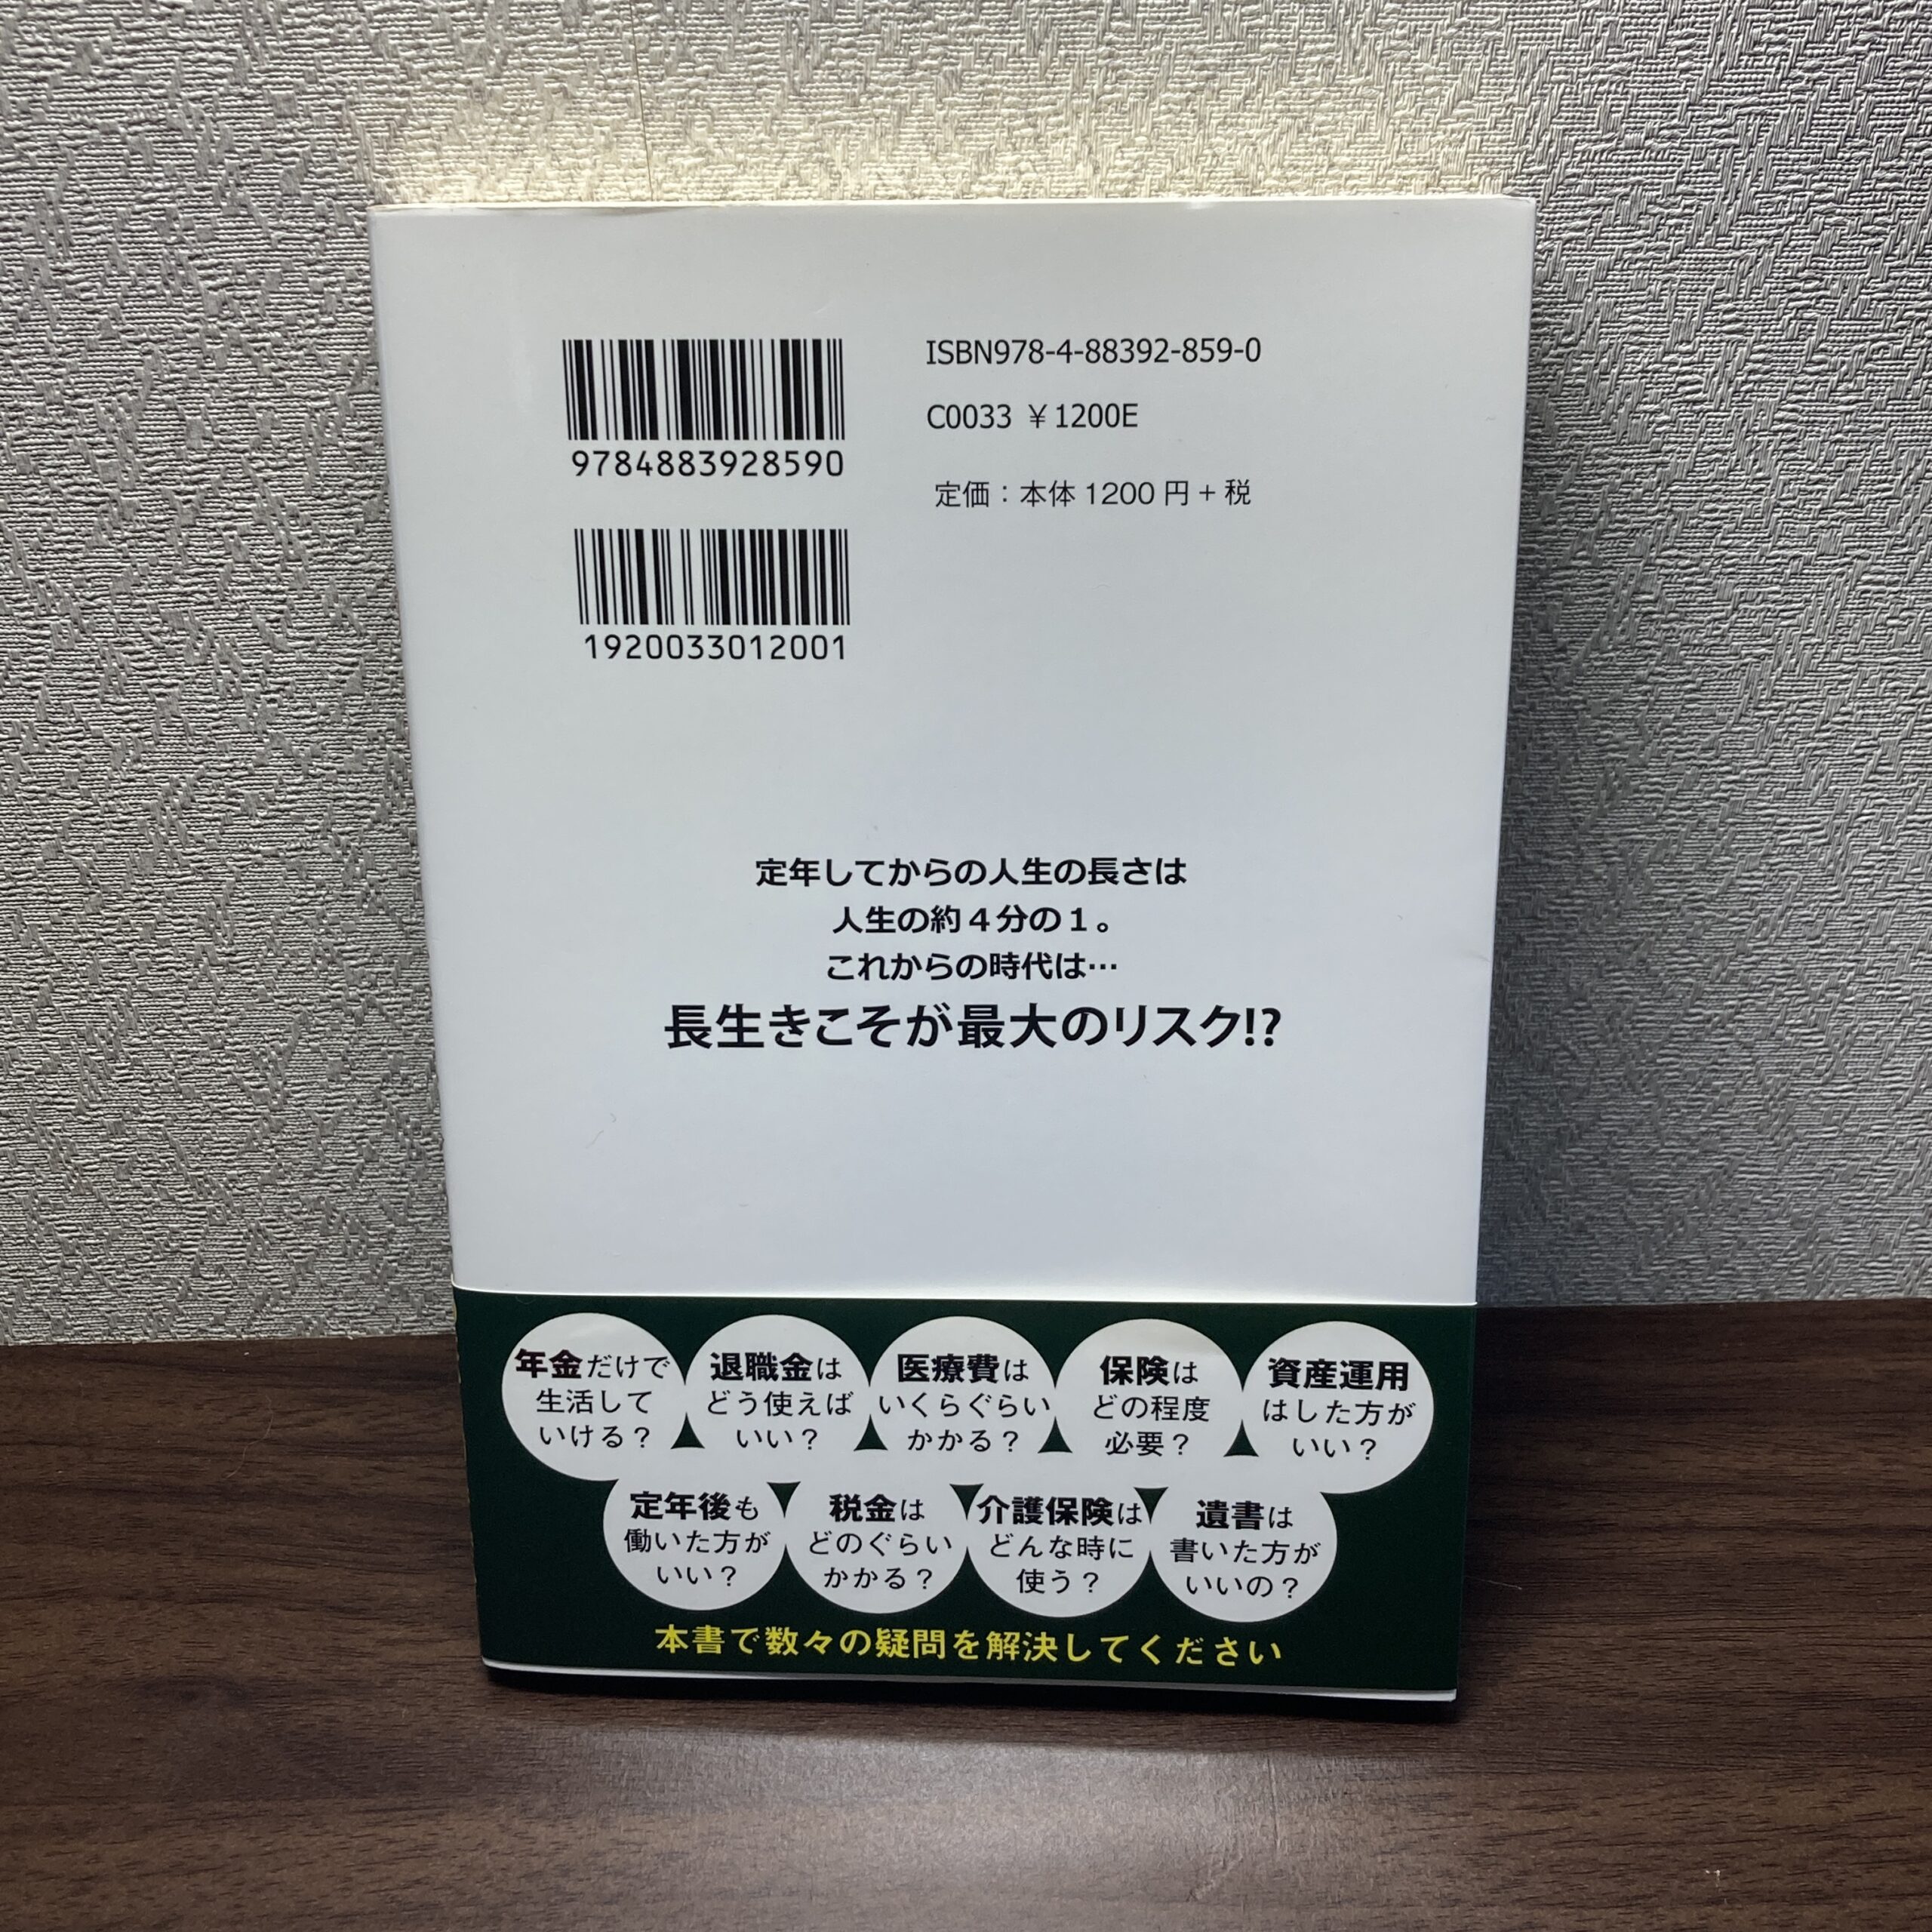 ISBN978-4-88392-859-0
C0033 ¥1200E
定価：本体1200円+税
9784883928590
1920033012001
定年してからの人生の長さは
人生の約4分の1。
これからの時代は…
長生きこそが最大のリスク!?
年金だけで
生活して
いける？
退職金は
どう使えば
いい？
医療費は
いくらぐらい
かかる？
保険は
どの程度
必要？
資産運用
はした方が
いい？
定年後も
働いた方が
いい？
税金は
どのぐらい
かかる？
介護保険は
どんな時に
使う？
遺書は
書いた方が
いいの？
本書で数々の疑問を解決してください